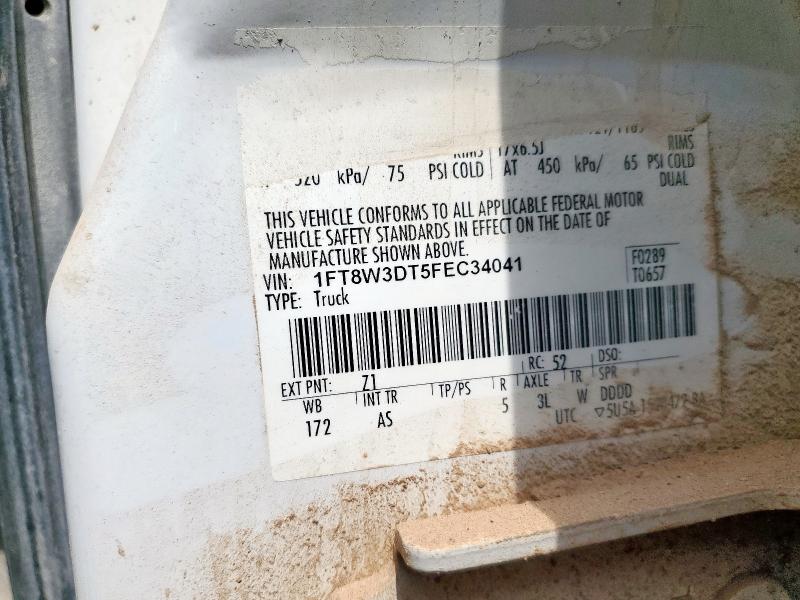 RIMS 17X6.5J RIMS
520 kPa/ 75 PSI COLD AT 450 kPa/ 65 PSI COLD
DUAL
THIS VEHICLE CONFORMS TO ALL APPLICABLE FEDERAL MOTOR
VEHICLE SAFETY STANDARDS IN EFFECT ON THE DATE OF
MANUFACTURE SHOWN ABOVE.
VIN: 1FT8W3DT5FEC34041
TYPE: Truck
F0289
T0657
EXT PNT: Z1 RC: 52 DSO:
WB INT TR TP/PS R AXLE TR SPR
172 AS 5 3L W DDDD
UTC